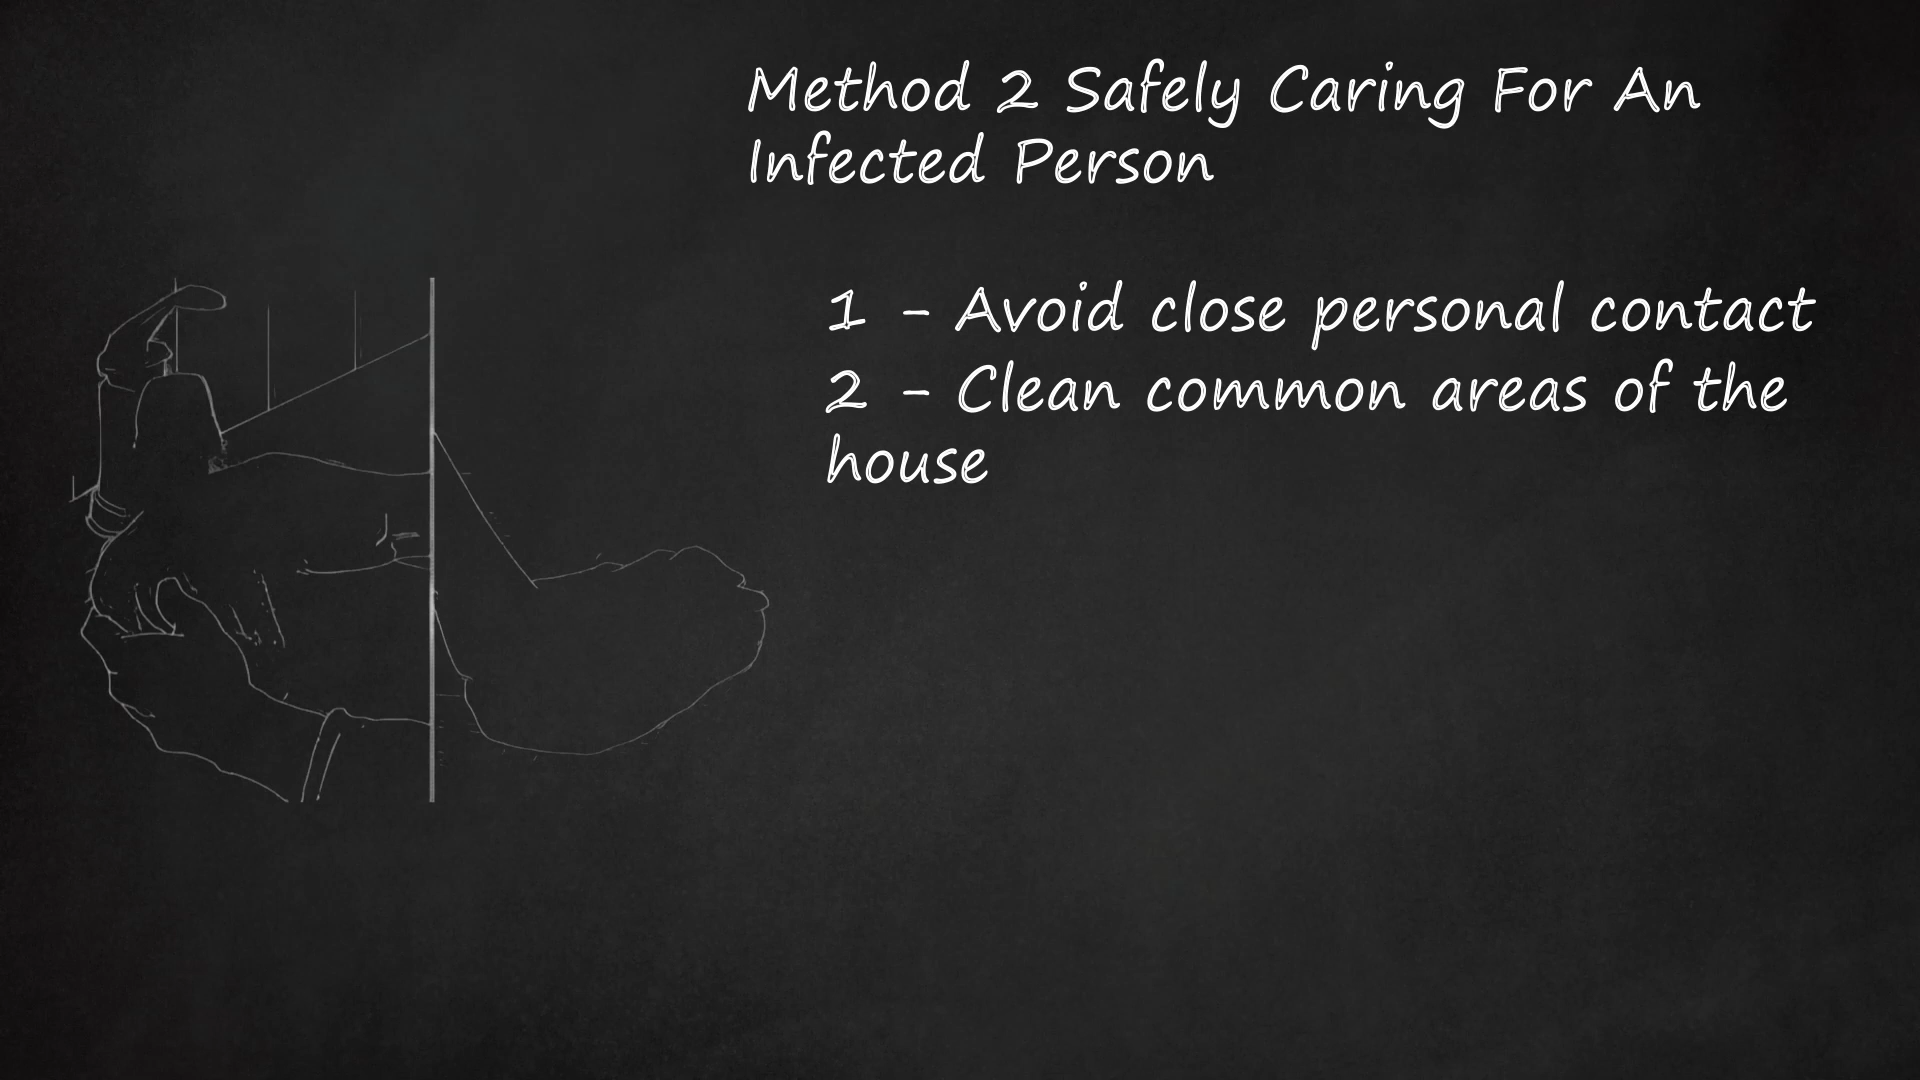 Method 2 Safely Caring For An
Infected Person
1 - Avoid close personal contact
2 - Clean common areas of the
house